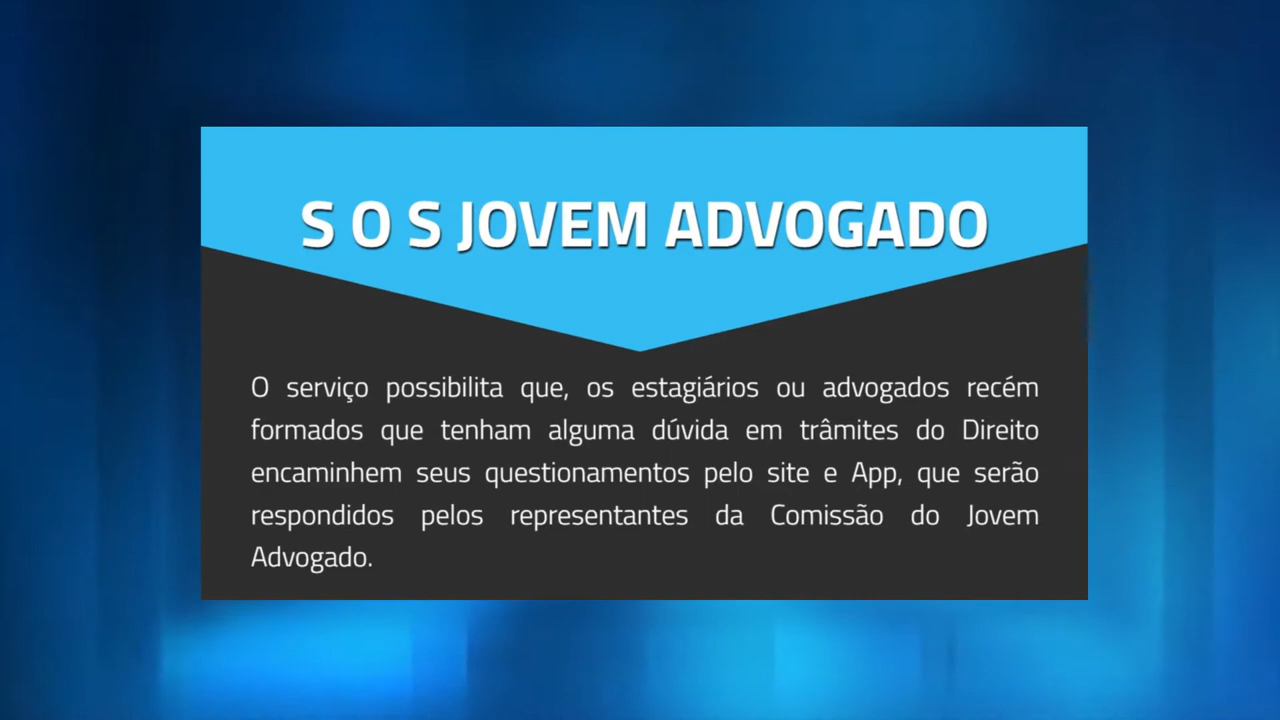 S O S JOVEM ADVOGADO
O serviço possibilita que, os estagiários ou advogados recém
formados que tenham alguma dúvida em trâmites do Direito
encaminhem seus questionamentos pelo site e App, que serão
respondidos pelos representantes da Comissão do Jovem
Advogado.